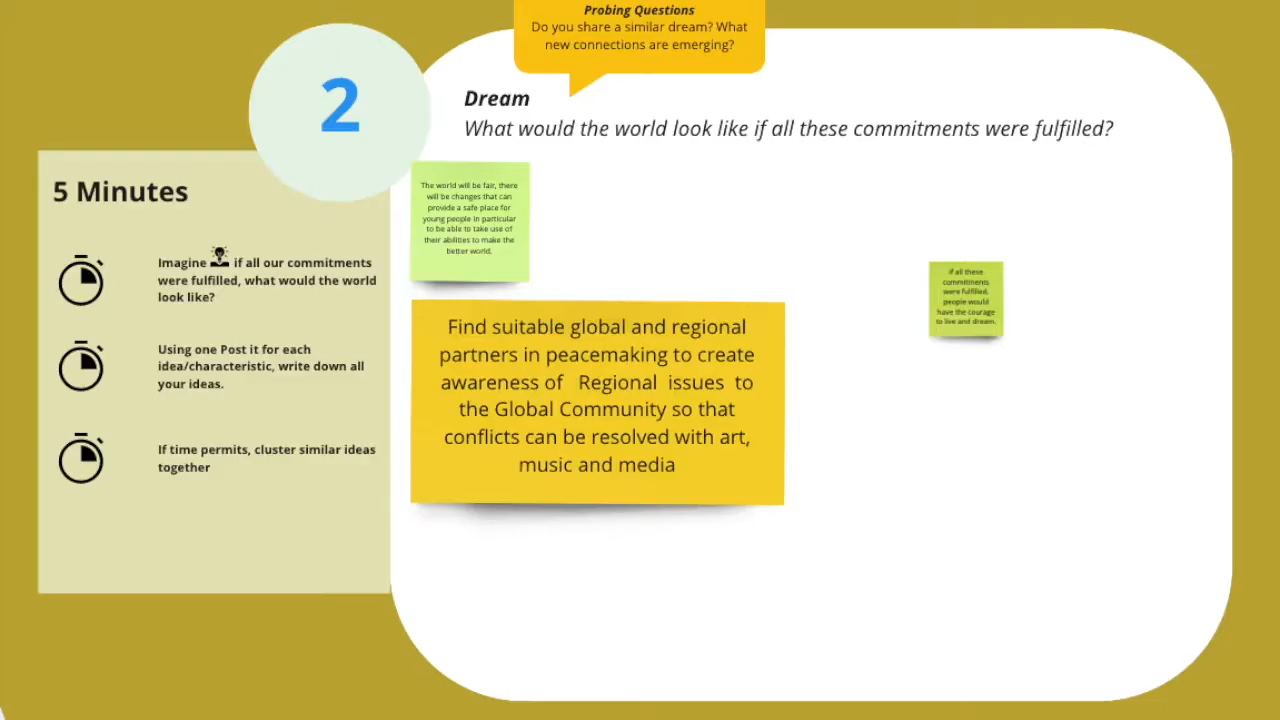 Probing Questions
Do you share a similar dream? What
new connections are emerging?
2
Dream
What would the world look like if all these commitments were fulfilled?
5 Minutes
Imagine if all our commitments
were fulfilled, what would the world
look like?
Using one Post it for each
idea/characteristic, write down all
your ideas.
If time permits, cluster similar ideas
together
The world will be fair, there
will be changes that can
provide a safe place for
young people in particular
to be able to take use of
their abilities to make the
better world.
Find suitable global and regional
partners in peacemaking to create
awareness of Regional issues to
the Global Community so that
conflicts can be resolved with art,
music and media
if all these
commitments
were fulfilled,
people would
have the courage
to live and dream.